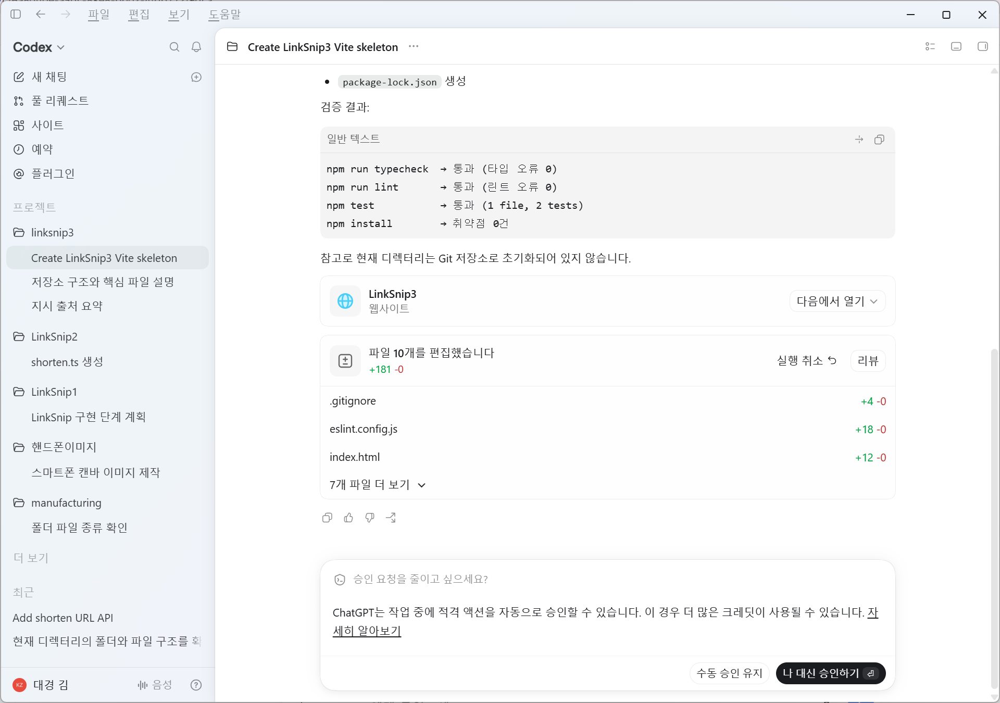 파일 편집 보기 도움말
Codex
새 채팅
풀 리퀘스트
사이트
예약
플러그인
프로젝트
linksnip3
Create LinkSnip3 Vite skeleton
저장소 구조와 핵심 파일 설명
지시 출처 요약
LinkSnip2
shorten.ts 생성
LinkSnip1
LinkSnip 구현 단계 계획
핸드폰이미지
스마트폰 캔바 이미지 제작
manufacturing
폴더 파일 종류 확인
더 보기
최근
Add shorten URL API
현재 디렉터리의 폴더와 파일 구조를 확
KZ 대경 김 음성
Create LinkSnip3 Vite skeleton
• package-lock.json 생성
검증 결과:
일반 텍스트
npm run typecheck → 통과 (타입 오류 0)
npm run lint → 통과 (린트 오류 0)
npm test → 통과 (1 file, 2 tests)
npm install → 취약점 0건
참고로 현재 디렉터리는 Git 저장소로 초기화되어 있지 않습니다.
LinkSnip3
웹사이트
다음에서 열기
파일 10개를 편집했습니다
+181 -0
실행 취소 리뷰
.gitignore +4 -0
eslint.config.js +18 -0
index.html +12 -0
7개 파일 더 보기
승인 요청을 줄이고 싶으세요?
ChatGPT는 작업 중에 적격 액션을 자동으로 승인할 수 있습니다. 이 경우 더 많은 크레딧이 사용될 수 있습니다. 자
세히 알아보기
수동 승인 유지 나 대신 승인하기